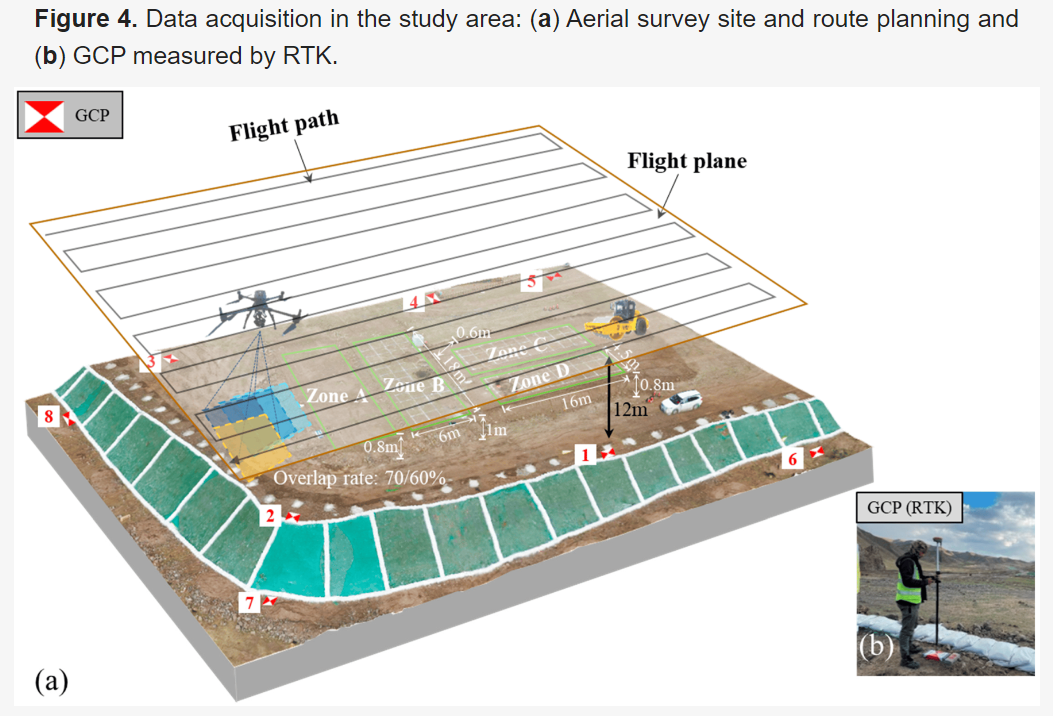 Figure 4. Data acquisition in the study area: (a) Aerial survey site and route planning and
(b) GCP measured by RTK.
GCP
Flight path
Flight plane
5
4
3
0.6m
Zone C
18m
Zone A
Zone B
Zone D
0.8m
16m
12m
8
6m
1m
0.8m
1
6
Overlap rate: 70/60%
2
7
GCP (RTK)
(b)
(a)